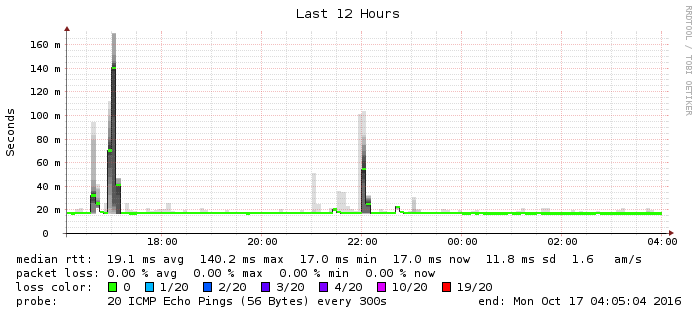 Last 12 Hours
RRDTOOL / TOBI OETIKER
Seconds
160 m
140 m
120 m
100 m
80 m
60 m
40 m
20 m
0
18:00 20:00 22:00 00:00 02:00 04:00
median rtt: 19.1 ms avg 140.2 ms max 17.0 ms min 17.0 ms now 11.8 ms sd 1.6 am/s
packet loss: 0.00 % avg 0.00 % max 0.00 % min 0.00 % now
loss color: 0 1/20 2/20 3/20 4/20 10/20 19/20
probe: 20 ICMP Echo Pings (56 Bytes) every 300s end: Mon Oct 17 04:05:04 2016